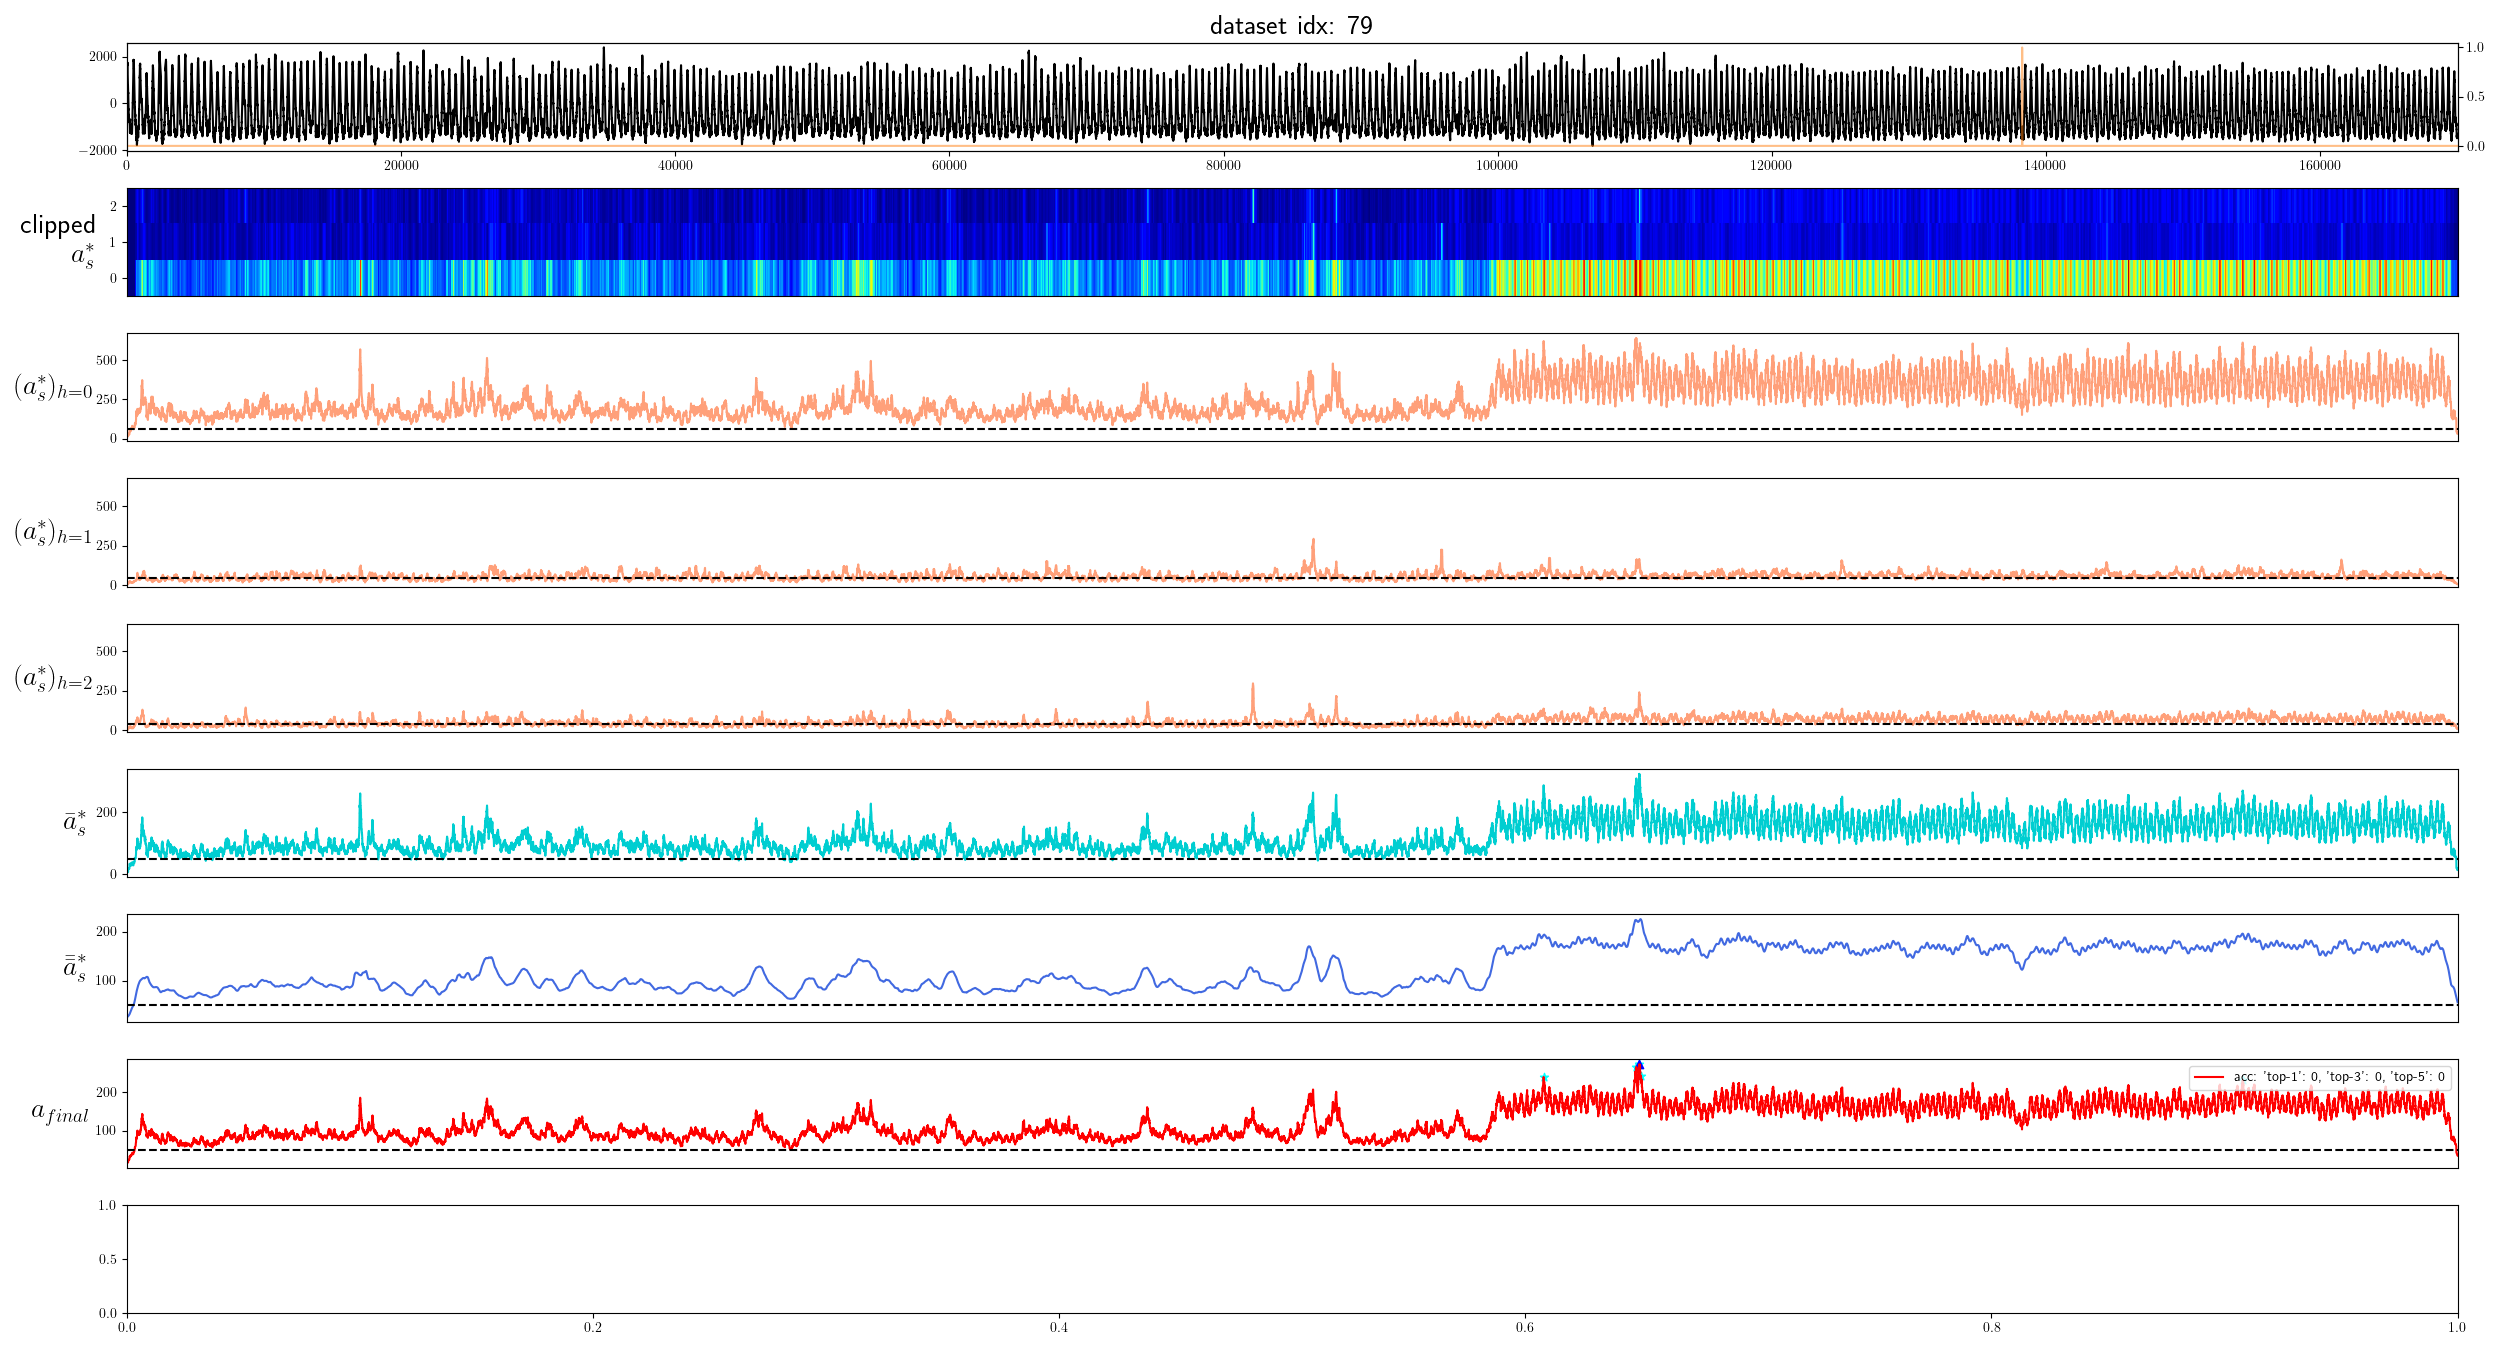 dataset idx: 79
2000
0
−2000
1.0
0.5
0.0
0 20000 40000 60000 80000 100000 120000 140000 160000
clipped
a*s
2
1
0
(a*s)h=0
500
250
0
(a*s)h=1
500
250
0
(a*s)h=2
500
250
0
ā*s
200
0
a̿*s
200
100
afinal
200
100
acc: 'top-1': 0, 'top-3': 0, 'top-5': 0
1.0
0.5
0.0
0.0 0.2 0.4 0.6 0.8 1.0